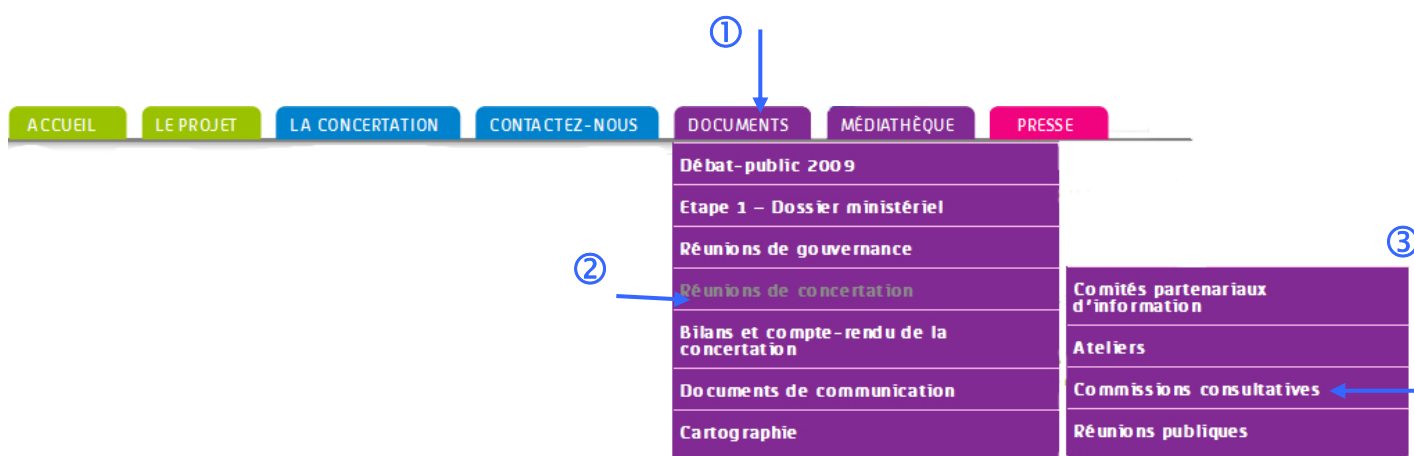 ①
ACCUEIL LE PROJET LA CONCERTATION CONTACTEZ-NOUS DOCUMENTS MÉDIATHÈQUE PRESSE
Débat-public 2009
Etape 1 – Dossier ministériel
Réunions de gouvernance
②
Réunions de concertation
Bilans et compte-rendu de la
concertation
Documents de communication
Cartographie
③
Comités partenariaux
d'information
Ateliers
Commissions consultatives
Réunions publiques